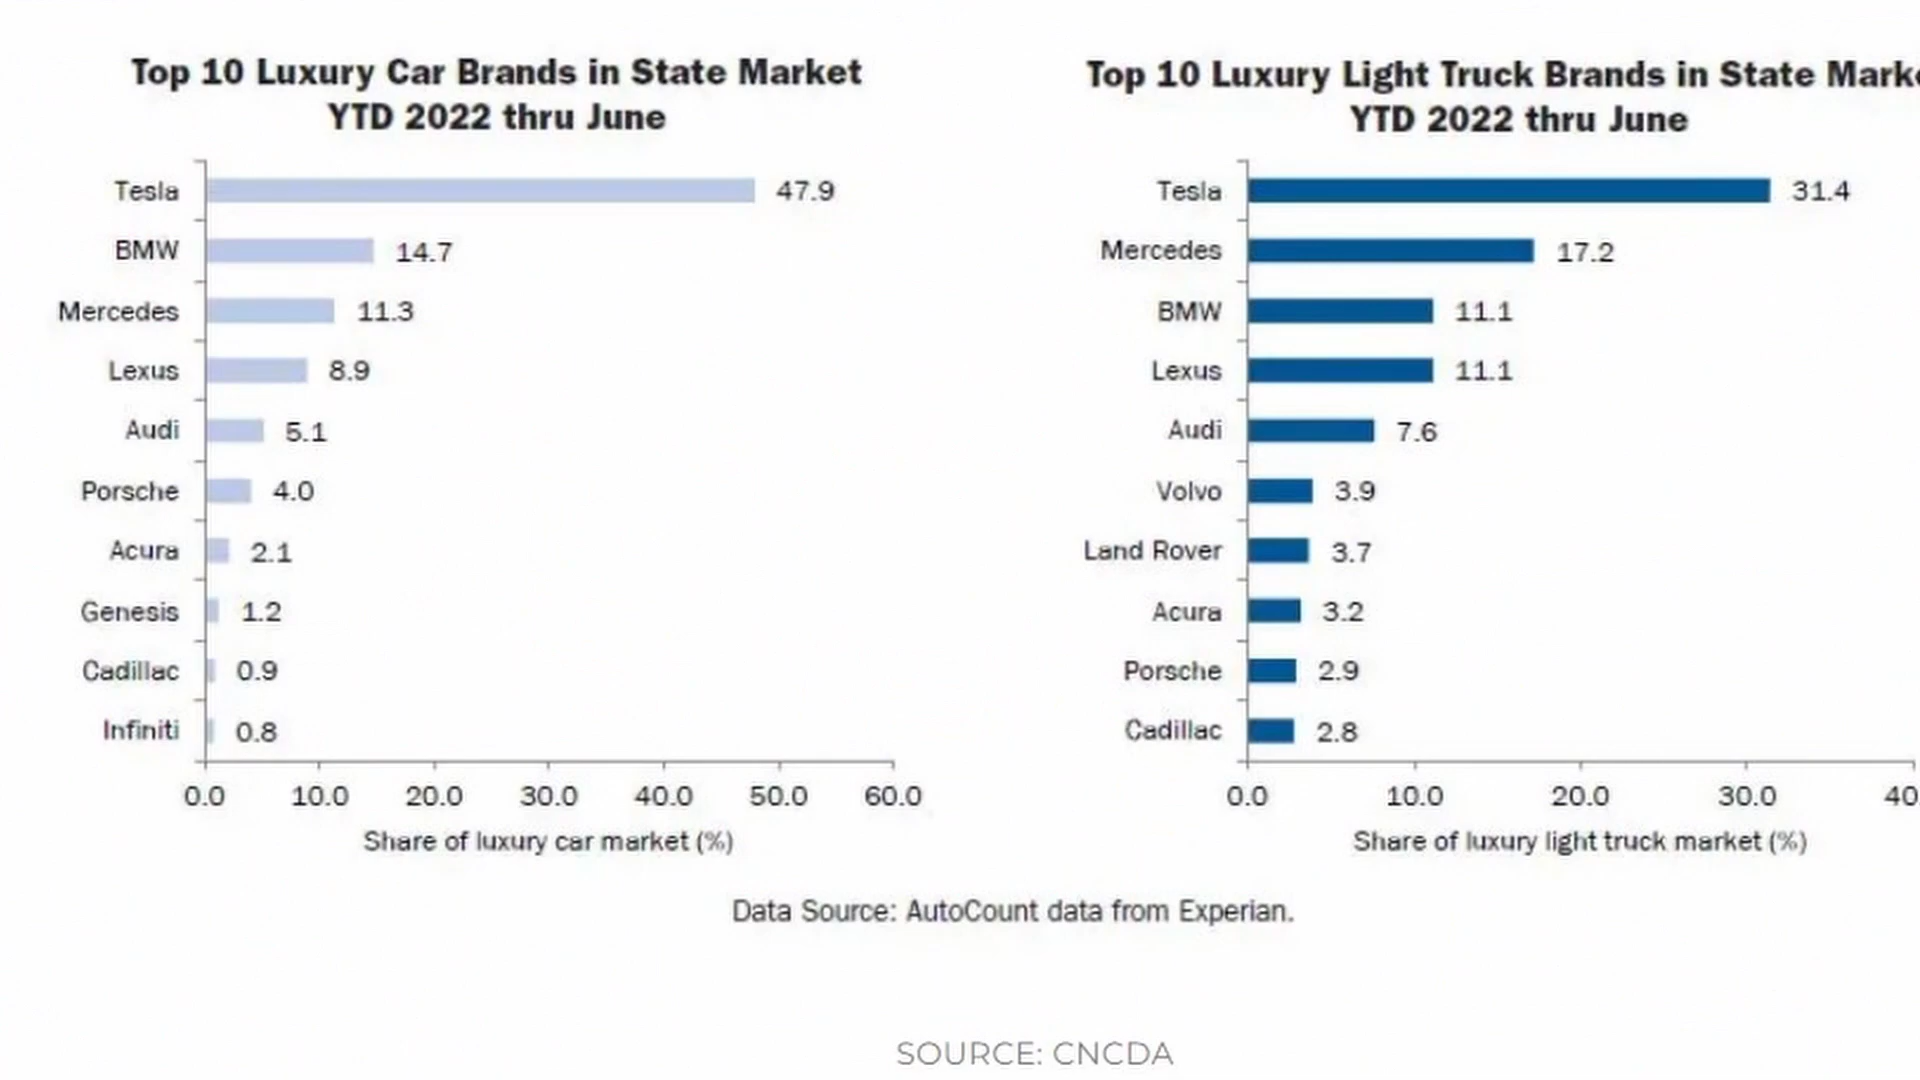 Top 10 Luxury Car Brands in State Market
YTD 2022 thru June
Tesla 47.9
BMW 14.7
Mercedes 11.3
Lexus 8.9
Audi 5.1
Porsche 4.0
Acura 2.1
Genesis 1.2
Cadillac 0.9
Infiniti 0.8
0.0 10.0 20.0 30.0 40.0 50.0 60.0
Share of luxury car market (%)
Top 10 Luxury Light Truck Brands in State Marke
YTD 2022 thru June
Tesla 31.4
Mercedes 17.2
BMW 11.1
Lexus 11.1
Audi 7.6
Volvo 3.9
Land Rover 3.7
Acura 3.2
Porsche 2.9
Cadillac 2.8
0.0 10.0 20.0 30.0 40
Share of luxury light truck market (%)
Data Source: AutoCount data from Experian.
SOURCE: CNCDA